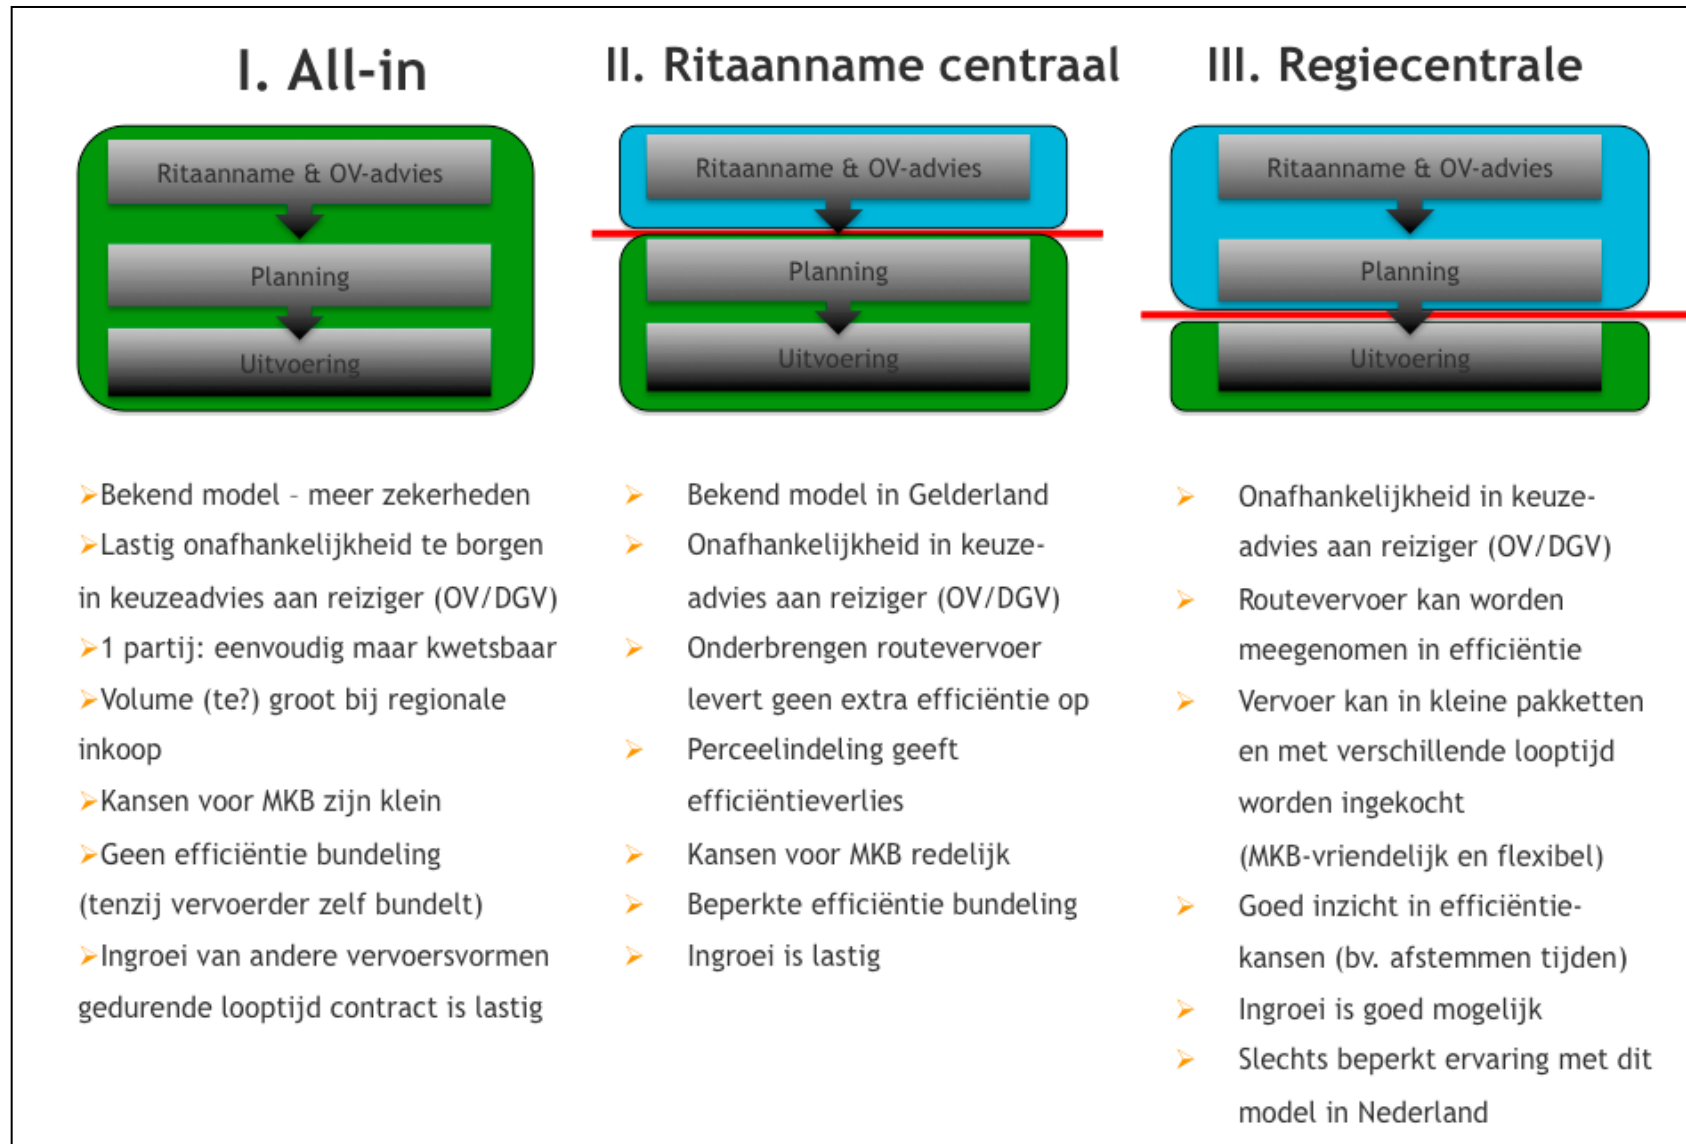 I. All-in
Ritaanname & OV-advies
Planning
Uitvoering
➢Bekend model – meer zekerheden
➢Lastig onafhankelijkheid te borgen
in keuzeadvies aan reiziger (OV/DGV)
➢1 partij: eenvoudig maar kwetsbaar
➢Volume (te?) groot bij regionale
inkoop
➢Kansen voor MKB zijn klein
➢Geen efficiëntie bundeling
(tenzij vervoerder zelf bundelt)
➢Ingroei van andere vervoersvormen
gedurende looptijd contract is lastig
II. Ritaanname centraal
Ritaanname & OV-advies
Planning
Uitvoering
➢ Bekend model in Gelderland
➢ Onafhankelijkheid in keuze-
advies aan reiziger (OV/DGV)
➢ Onderbrengen routevervoer
levert geen extra efficiëntie op
➢ Perceelindeling geeft
efficiëntieverlies
➢ Kansen voor MKB redelijk
➢ Beperkte efficiëntie bundeling
➢ Ingroei is lastig
III. Regiecentrale
Ritaanname & OV-advies
Planning
Uitvoering
➢ Onafhankelijkheid in keuze-
advies aan reiziger (OV/DGV)
➢ Routevervoer kan worden
meegenomen in efficiëntie
➢ Vervoer kan in kleine pakketten
en met verschillende looptijd
worden ingekocht
(MKB-vriendelijk en flexibel)
➢ Goed inzicht in efficiëntie-
kansen (bv. afstemmen tijden)
➢ Ingroei is goed mogelijk
➢ Slechts beperkt ervaring met dit
model in Nederland